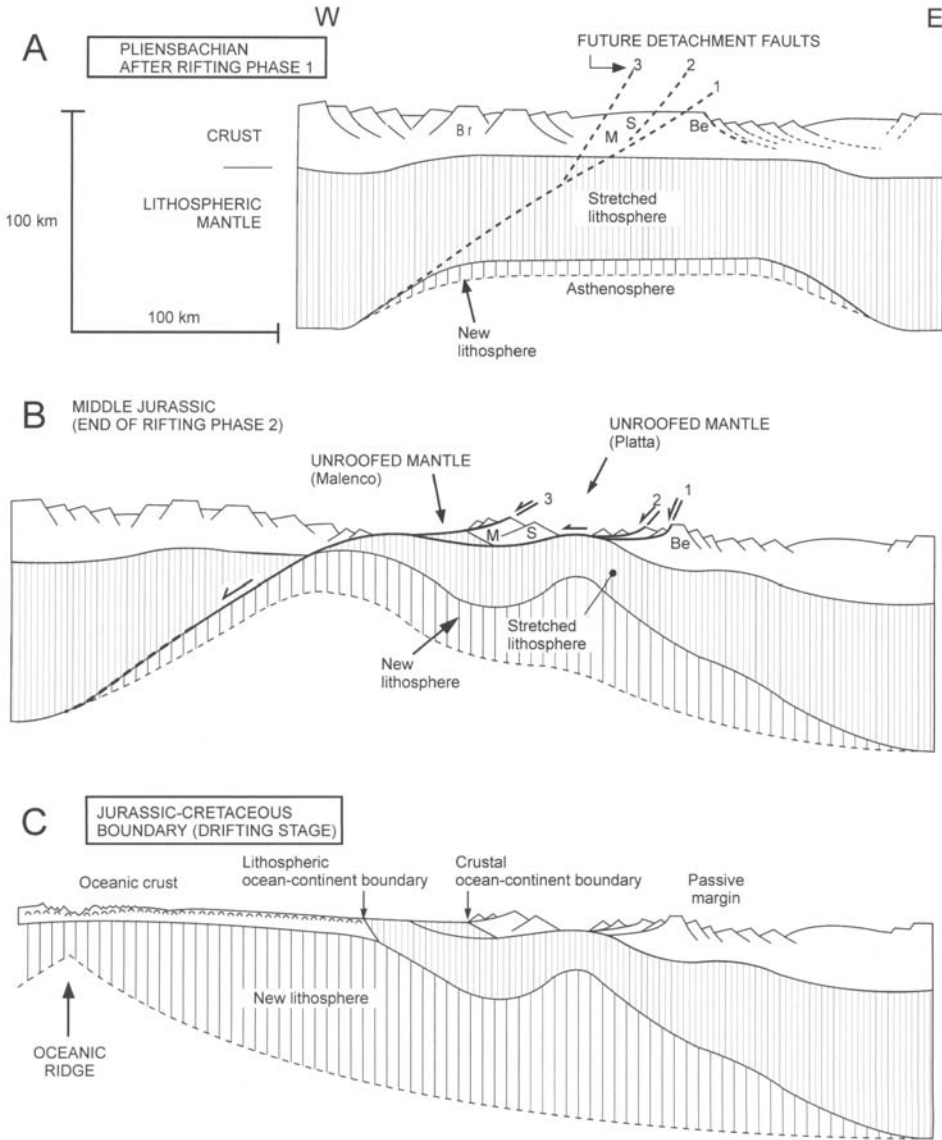 W
E
A
PLIENSBACHIAN
AFTER RIFTING PHASE 1
FUTURE DETACHMENT FAULTS
3
2
1
CRUST
Br
S
M
Be
LITHOSPHERIC
MANTLE
100 km
Stretched
lithosphere
100 km
Asthenosphere
New
lithosphere
B
MIDDLE JURASSIC
(END OF RIFTING PHASE 2)
UNROOFED MANTLE
(Platta)
UNROOFED MANTLE
(Malenco)
3
2
1
M
S
Be
Stretched
lithosphere
New
lithosphere
C
JURASSIC-CRETACEOUS
BOUNDARY (DRIFTING STAGE)
Oceanic crust
Lithospheric
ocean-continent boundary
Crustal
ocean-continent boundary
Passive
margin
New lithosphere
OCEANIC
RIDGE